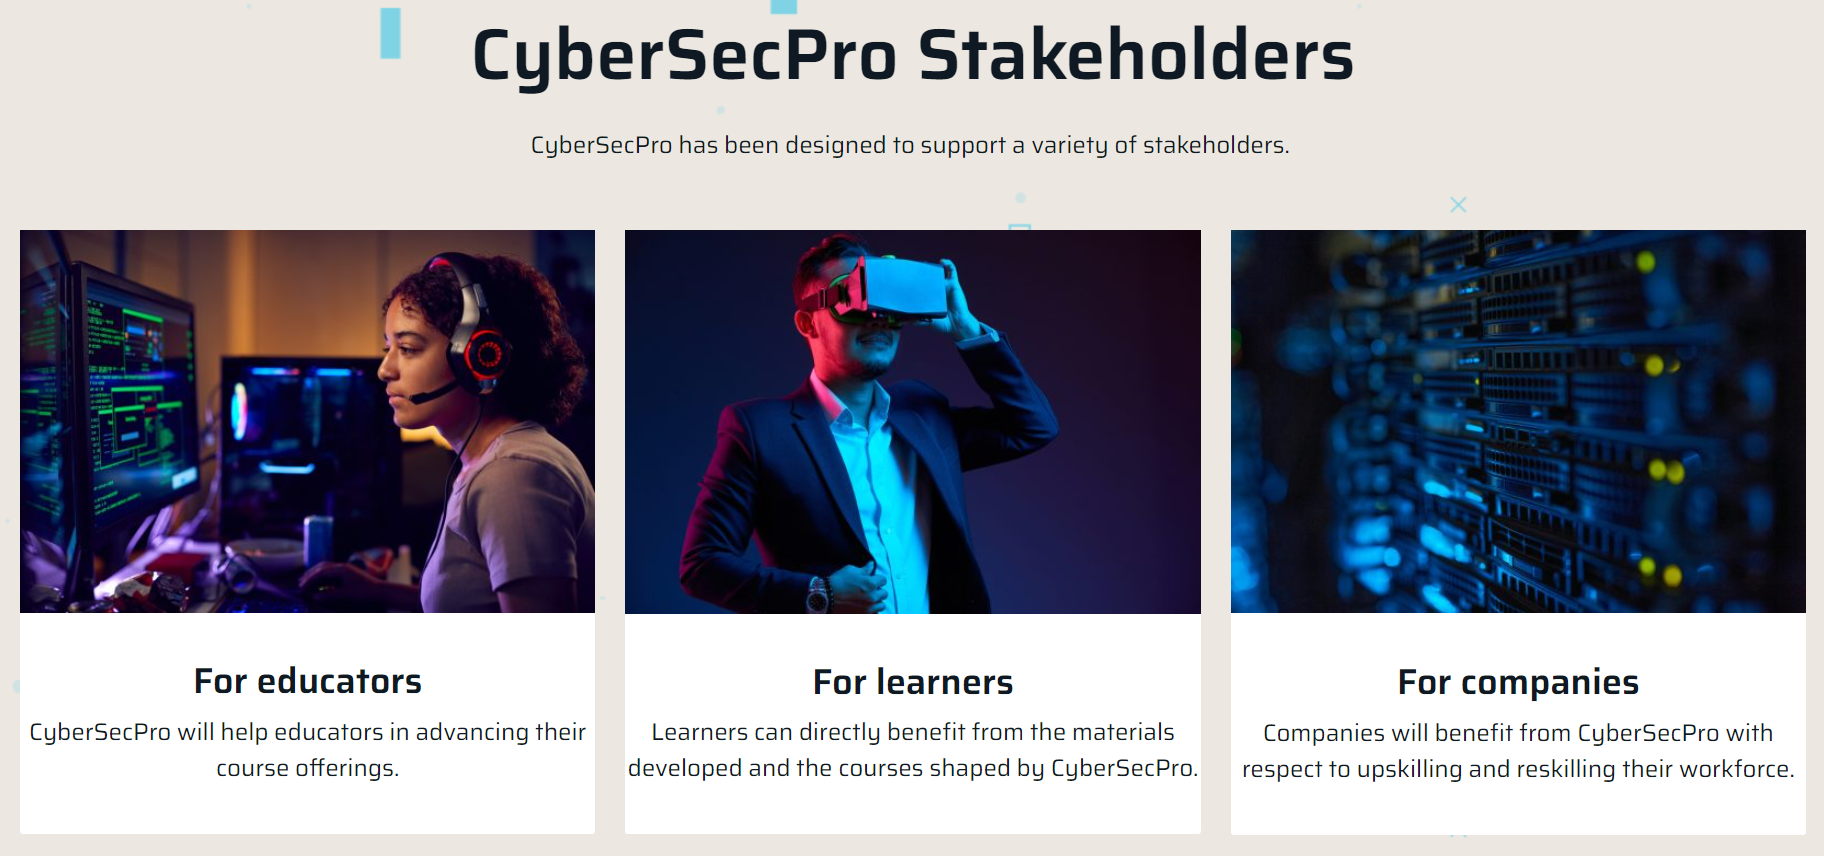 CyberSecPro Stakeholders
CyberSecPro has been designed to support a variety of stakeholders.
For educators
CyberSecPro will help educators in advancing their
course offerings.
For learners
Learners can directly benefit from the materials
developed and the courses shaped by CyberSecPro.
For companies
Companies will benefit from CyberSecPro with
respect to upskilling and reskilling their workforce.